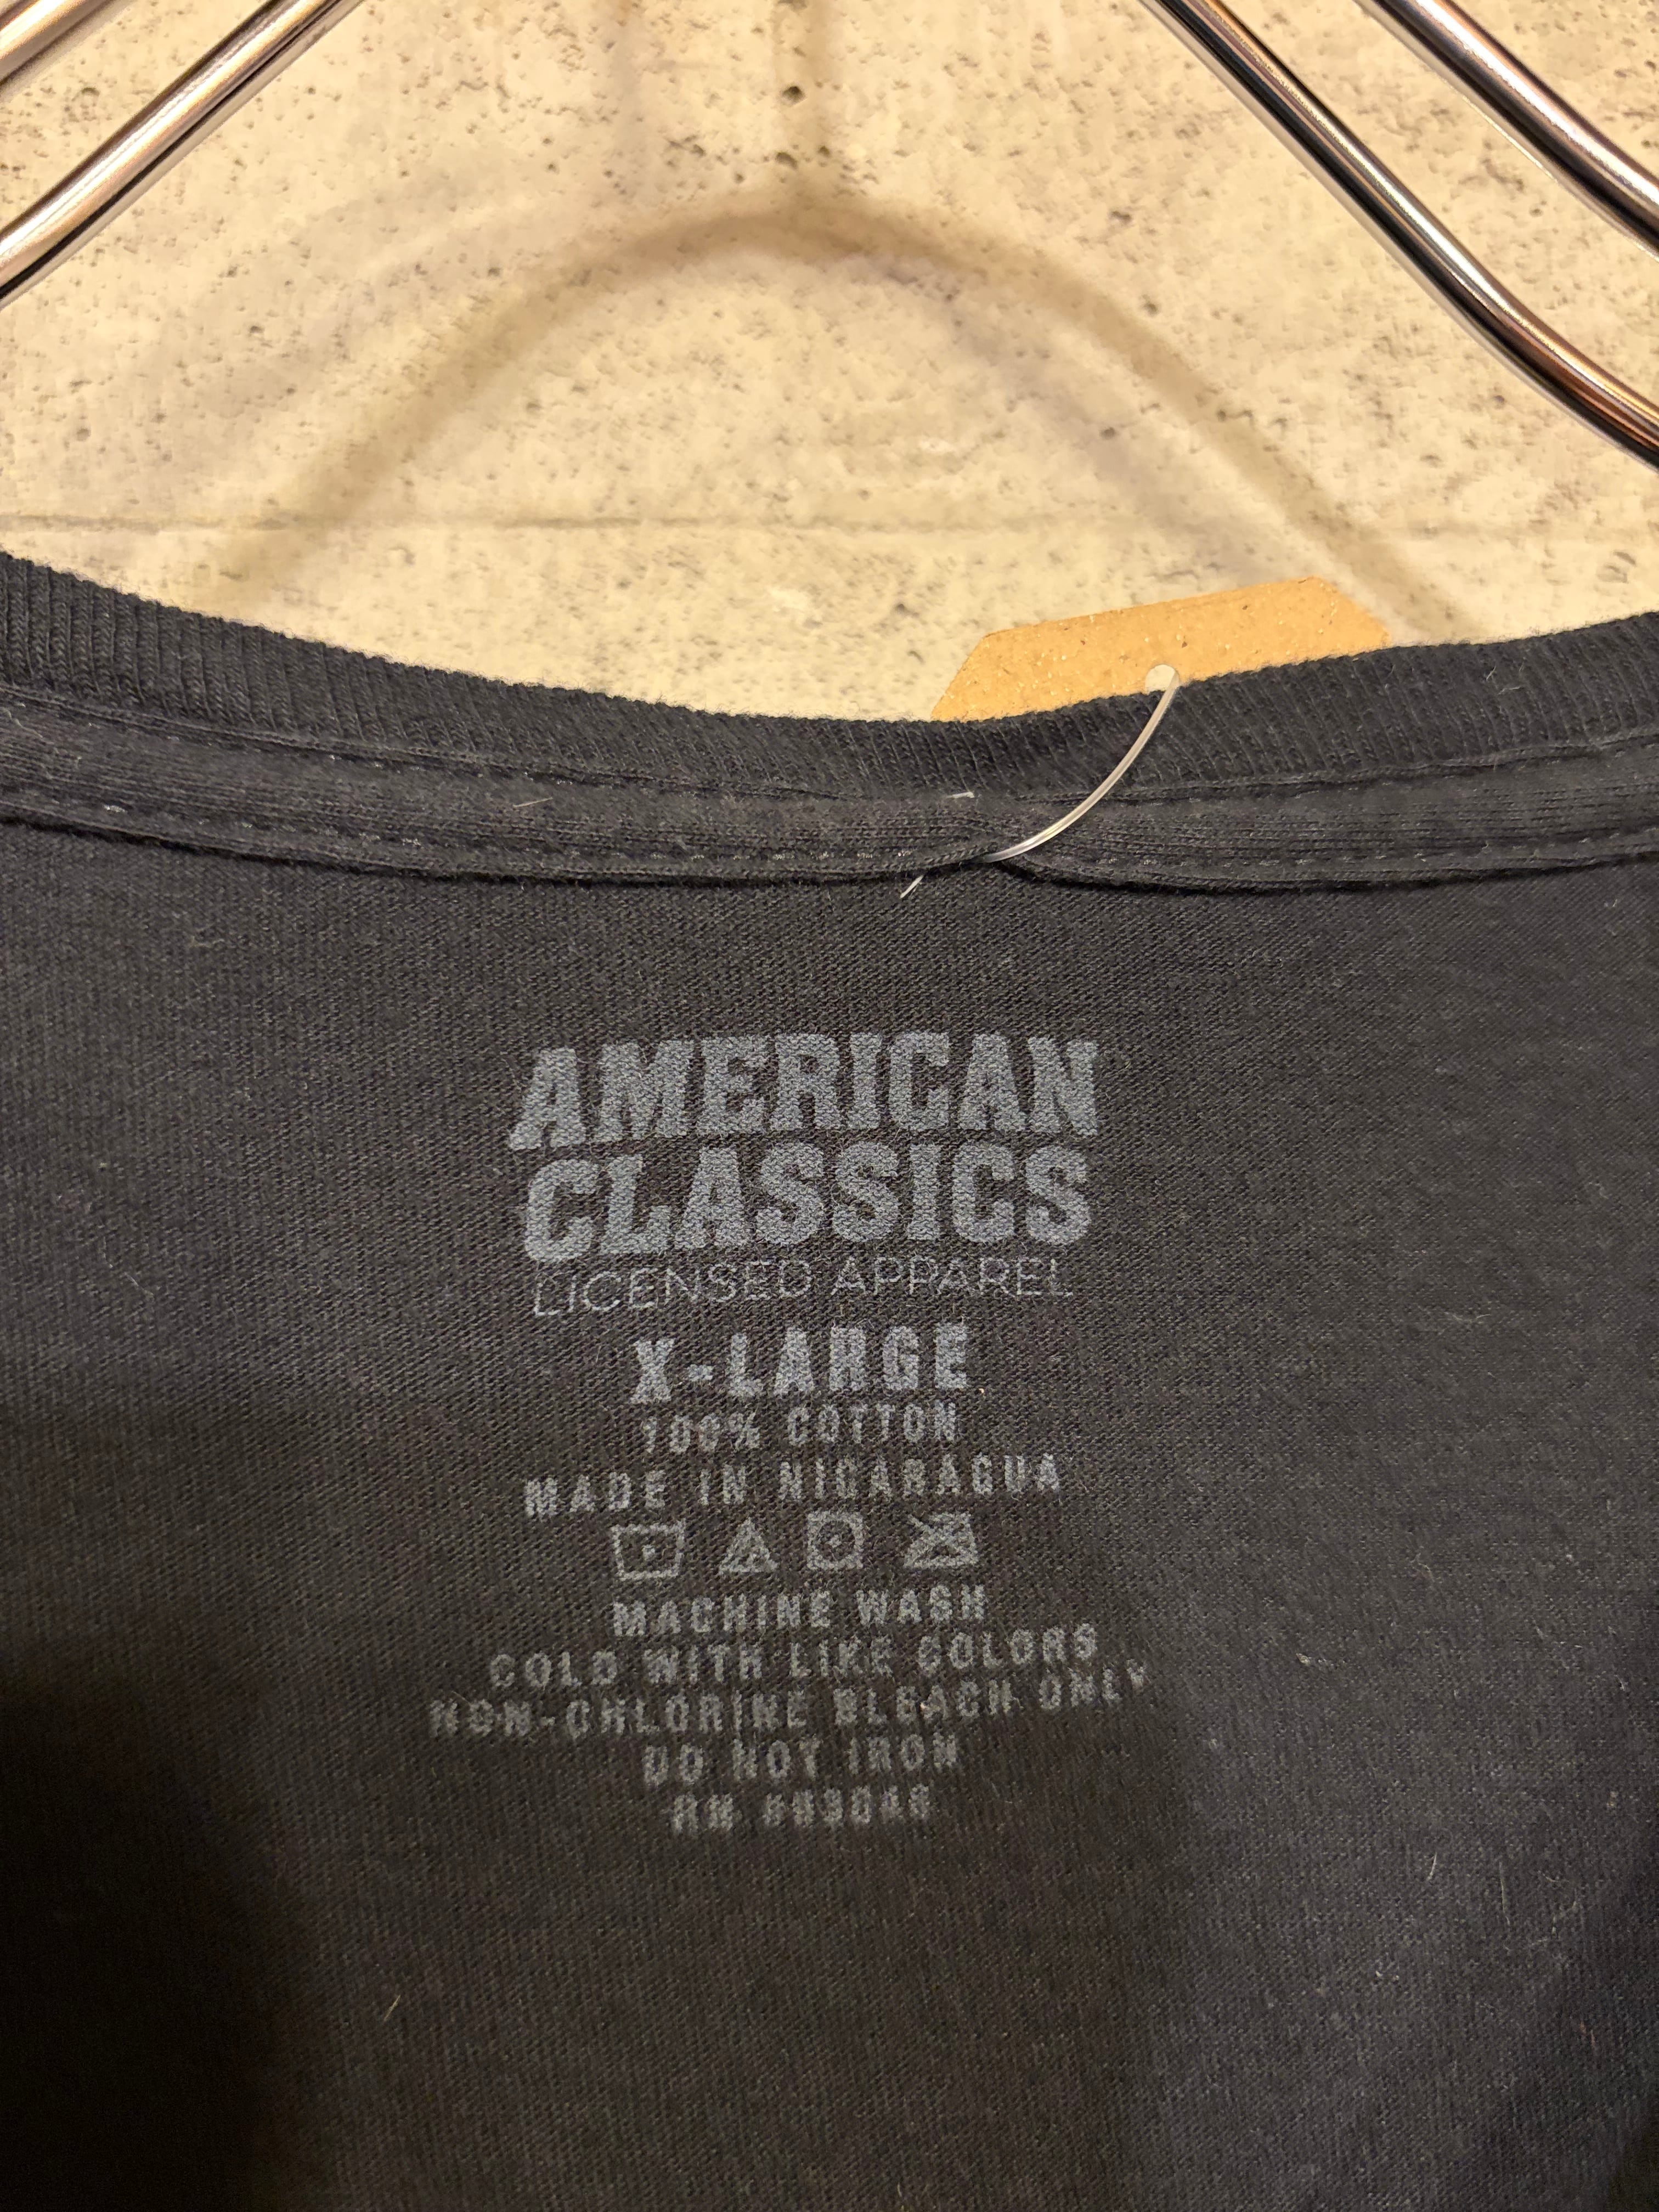 AMERICAN
CLASSICS
LICENSED APPAREL
X-LARGE
100% COTTON
MADE IN NICARAGUA
MACHINE WASH
COLD WITH LIKE COLORS
NON-CHLORINE BLEACH ONLY
DO NOT IRON
RN